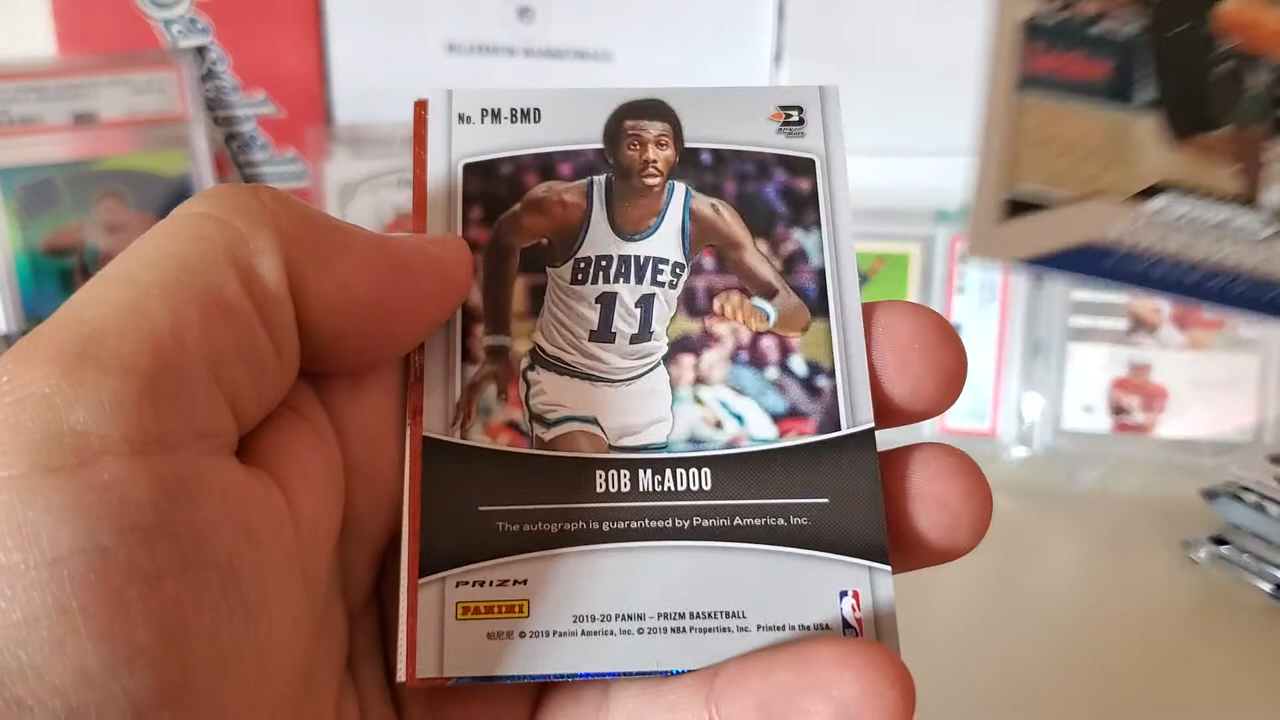 No. PM-BMD
BRAVES
11
BOB McADOO
The autograph is guaranteed by Panini America, Inc.
PRIZM
PANINI
2019-20 PANINI – PRIZM BASKETBALL
帕尼尼 © 2019 Panini America, Inc. © 2019 NBA Properties, Inc. Printed in the USA.